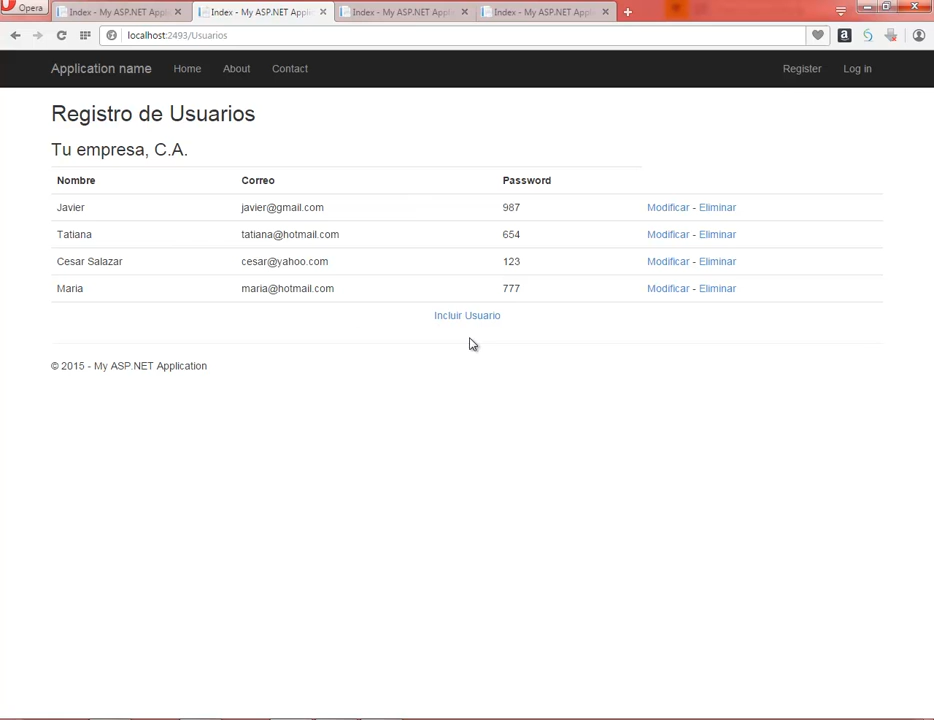 Opera Index - My ASP.NET Appl Index - My ASP.NET Appli Index - My ASP.NET Appli Index - My ASP.NET Appli
localhost:2493/Usuarios
Application name Home About Contact Register Log in
Registro de Usuarios
Tu empresa, C.A.
Nombre Correo Password
Javier javier@gmail.com 987 Modificar - Eliminar
Tatiana tatiana@hotmail.com 654 Modificar - Eliminar
Cesar Salazar cesar@yahoo.com 123 Modificar - Eliminar
Maria maria@hotmail.com 777 Modificar - Eliminar
Incluir Usuario
© 2015 - My ASP.NET Application